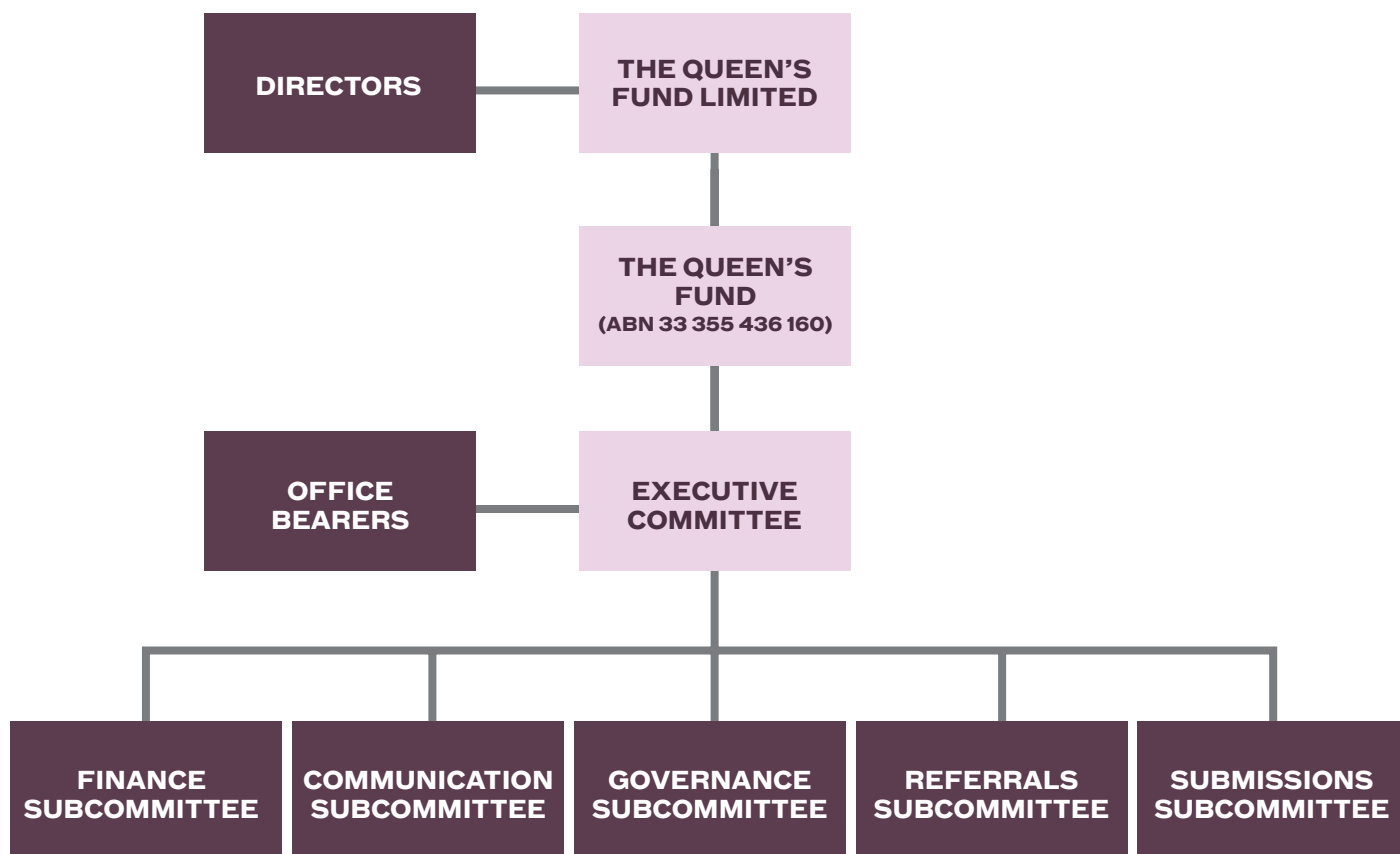 DIRECTORS
THE QUEEN’S
FUND LIMITED
THE QUEEN’S
FUND
(ABN 33 355 436 160)
OFFICE
BEARERS
EXECUTIVE
COMMITTEE
FINANCE
SUBCOMMITTEE
COMMUNICATION
SUBCOMMITTEE
GOVERNANCE
SUBCOMMITTEE
REFERRALS
SUBCOMMITTEE
SUBMISSIONS
SUBCOMMITTEE